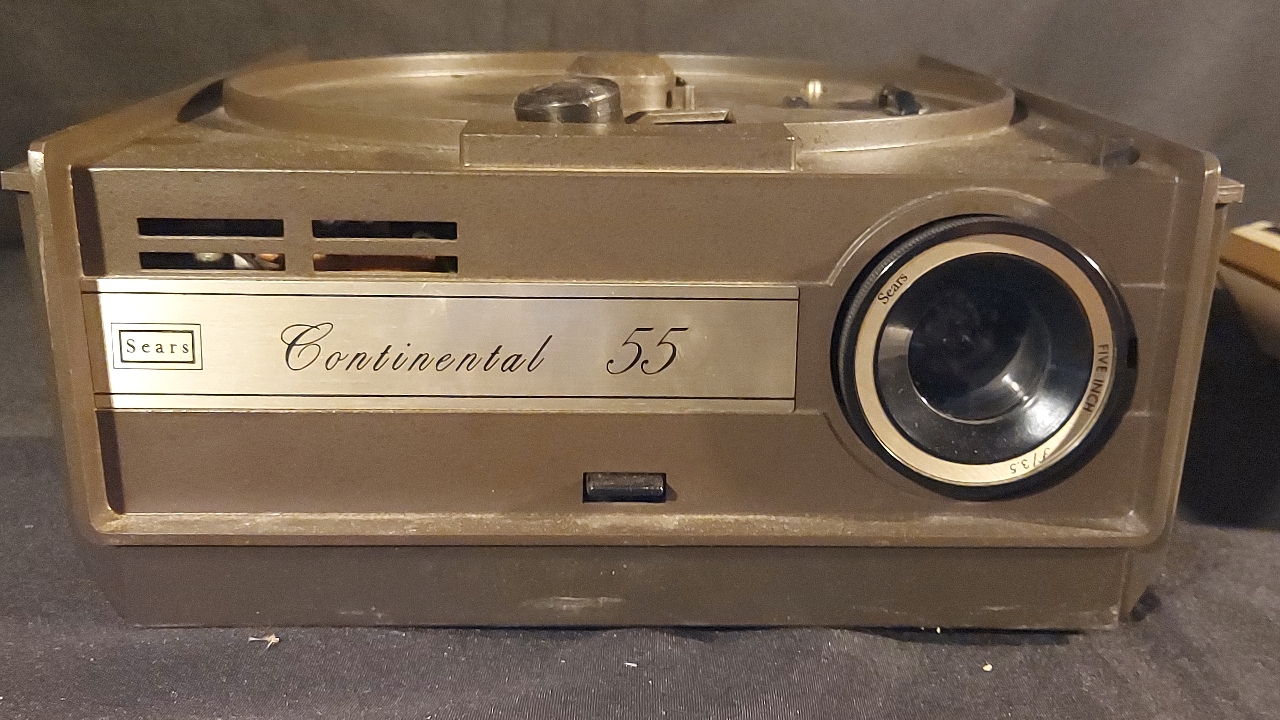 Sears
Continental 55
Sears
FIVE INCH
f/3.5